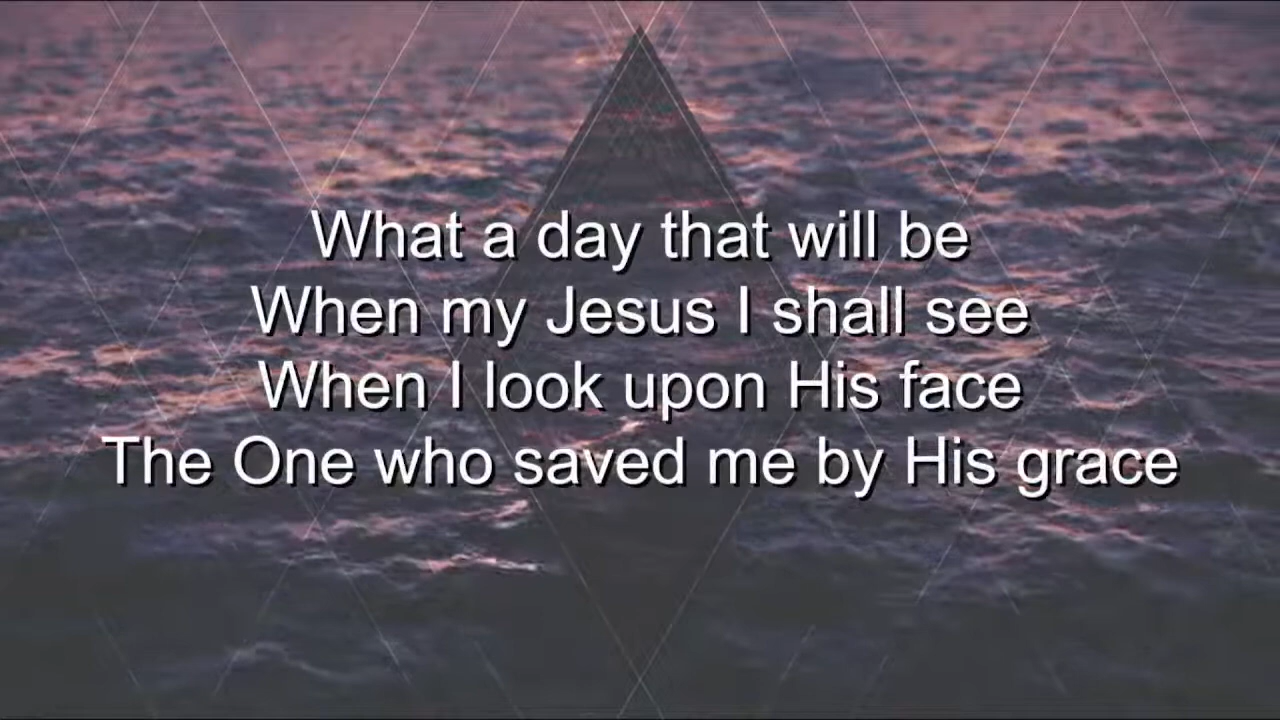 What a day that will be
When my Jesus I shall see
When I look upon His face
The One who saved me by His grace